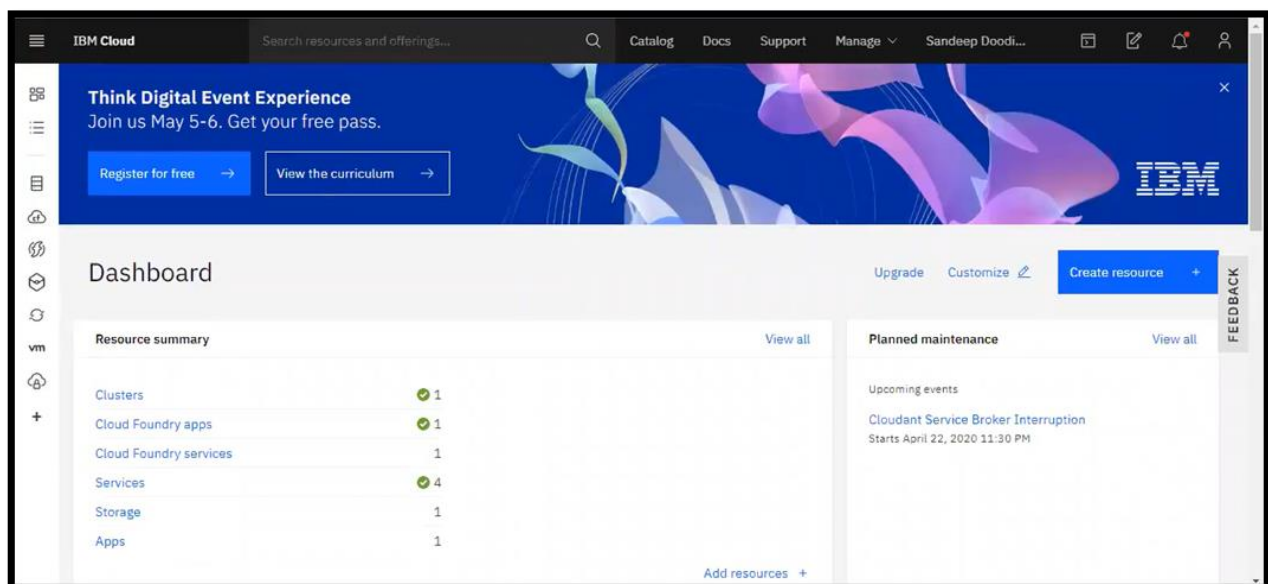 IBM Cloud Search resources and offerings... Catalog Docs Support Manage Sandeep Doodi...
Think Digital Event Experience
Join us May 5-6. Get your free pass.
Register for free → View the curriculum →
IBM
Dashboard Upgrade Customize Create resource +
FEEDBACK
Resource summary View all Planned maintenance View all
Clusters 1 Upcoming events
Cloud Foundry apps 1 Cloudant Service Broker Interruption
Starts April 22, 2020 11:30 PM
Cloud Foundry services 1
Services 4
Storage 1
Apps 1
Add resources +
vm